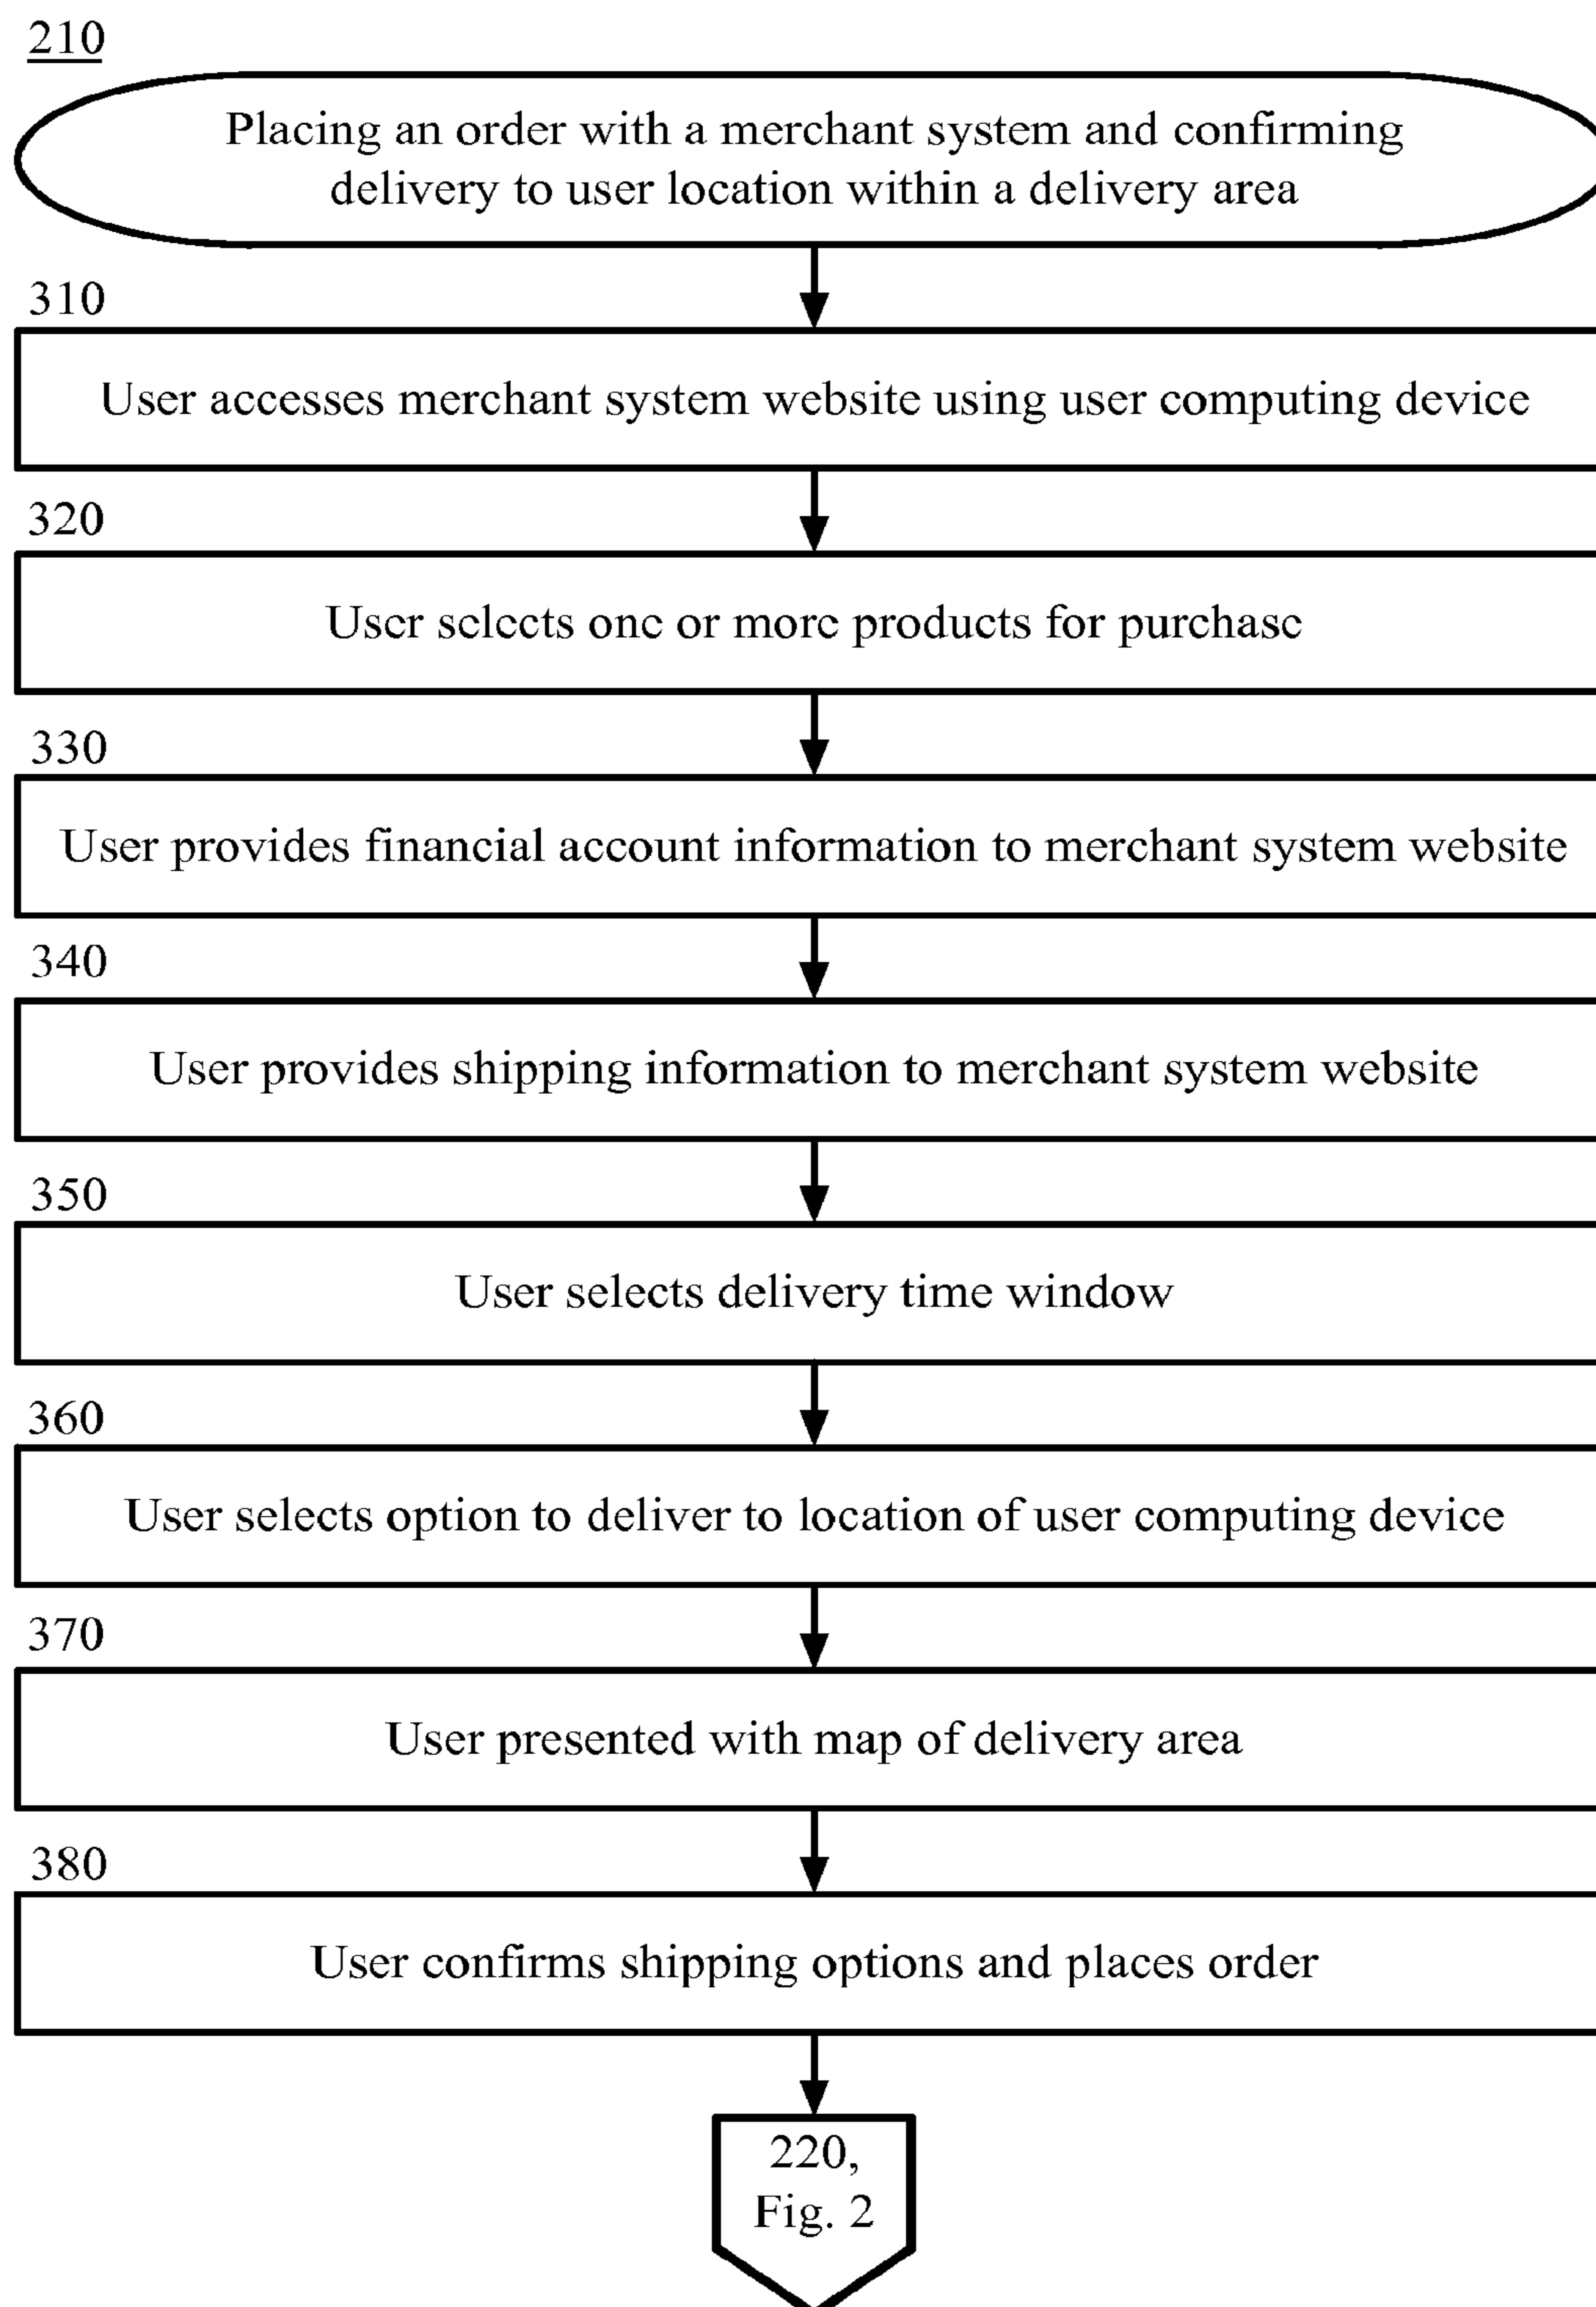 210
Placing an order with a merchant system and confirming
delivery to user location within a delivery area
310
User accesses merchant system website using user computing device
320
User selects one or more products for purchase
330
User provides financial account information to merchant system website
340
User provides shipping information to merchant system website
350
User selects delivery time window
360
User selects option to deliver to location of user computing device
370
User presented with map of delivery area
380
User confirms shipping options and places order
220,
Fig. 2